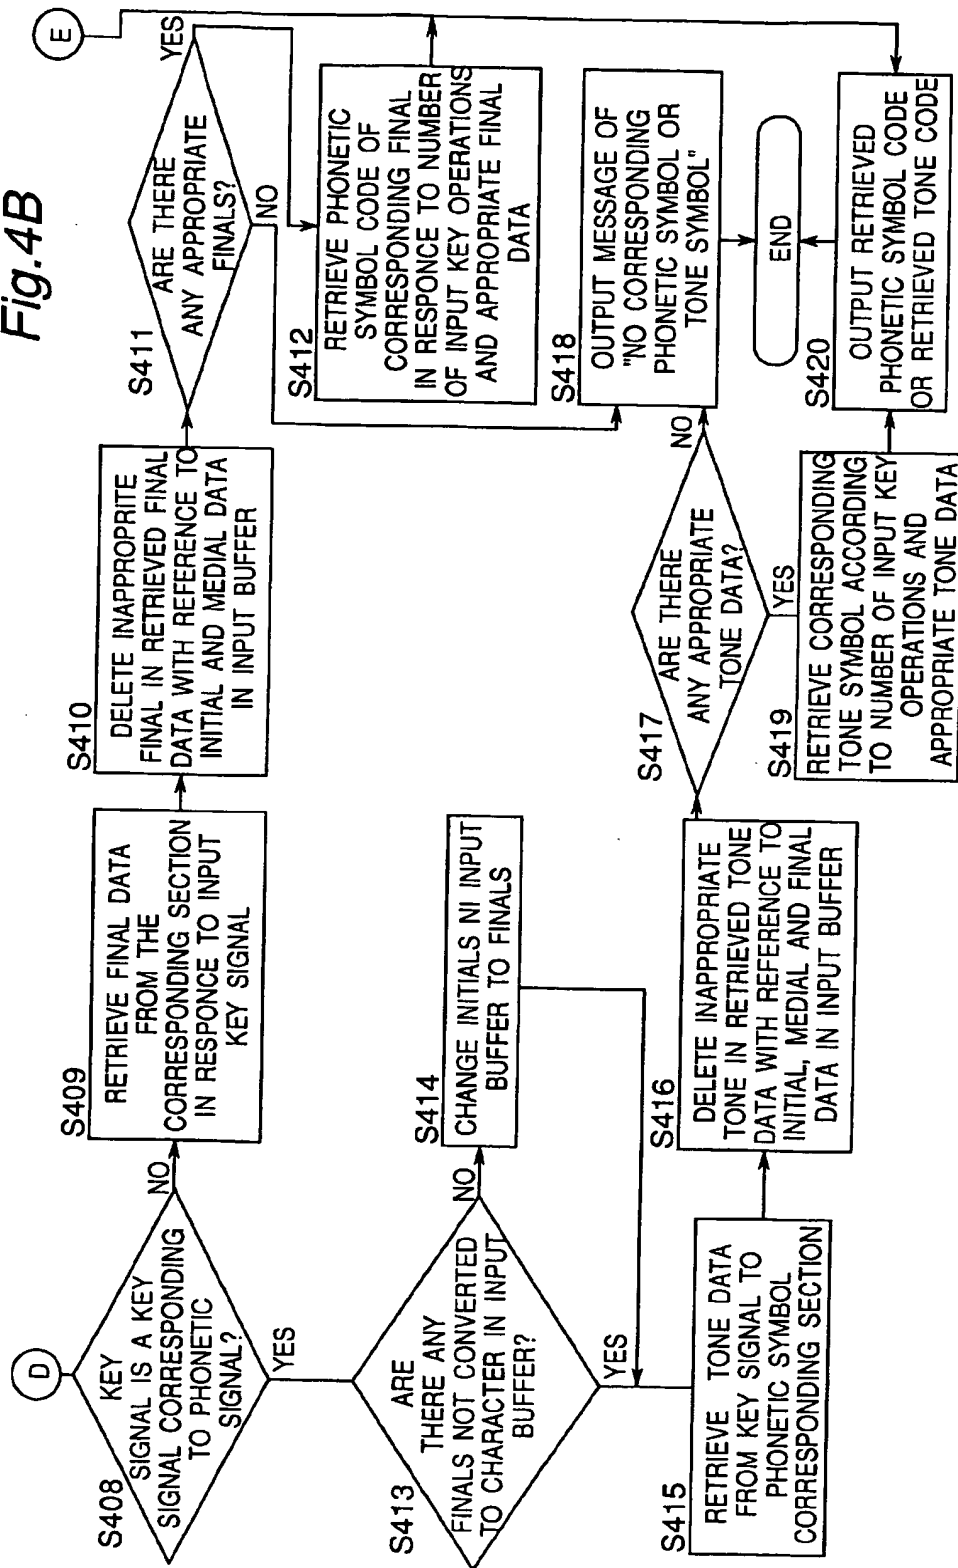 Fig.4B
D
S408
KEY
SIGNAL IS A KEY
SIGNAL CORRESPONDING
TO PHONETIC
SIGNAL?
NO
YES
S409
RETRIEVE FINAL DATA
FROM THE
CORRESPONDING SECTION
IN RESPONCE TO INPUT
KEY SIGNAL
S410
DELETE INAPPROPRITE
FINAL IN RETRIEVED FINAL
DATA WITH REFERENCE TO
INITIAL AND MEDIAL DATA
IN INPUT BUFFER
S411
ARE THERE
ANY APPROPRIATE
FINALS?
YES
NO
E
S412
RETRIEVE PHONETIC
SYMBOL CODE OF
CORRESPONDING FINAL
IN RESPONCE TO NUMBER
OF INPUT KEY OPERATIONS
AND APPROPRIATE FINAL
DATA
S413
ARE
THERE ANY
FINALS NOT CONVERTED
TO CHARACTER IN INPUT
BUFFER?
NO
YES
S414
CHANGE INITIALS NI INPUT
BUFFER TO FINALS
S415
RETRIEVE TONE DATA
FROM KEY SIGNAL TO
PHONETIC SYMBOL
CORRESPONDING SECTION
S416
DELETE INAPPROPRIATE
TONE IN RETRIEVED TONE
DATA WITH REFERENCE TO
INITIAL, MEDIAL AND FINAL
DATA IN INPUT BUFFER
S417
ARE THERE
ANY APPROPRIATE
TONE DATA?
NO
YES
S418
OUTPUT MESSAGE OF
"NO CORRESPONDING
PHONETIC SYMBOL OR
TONE SYMBOL"
END
S419
RETRIEVE CORRESPONDING
TONE SYMBOL ACCORDING
TO NUMBER OF INPUT KEY
OPERATIONS AND
APPROPRIATE TONE DATA
S420
OUTPUT RETRIEVED
PHONETIC SYMBOL CODE
OR RETRIEVED TONE CODE